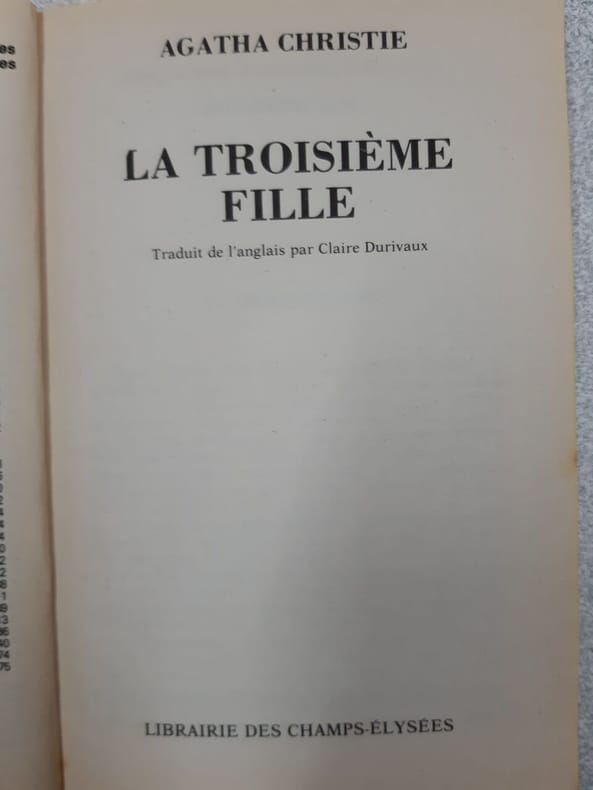 AGATHA CHRISTIE
LA TROISIÈME
FILLE
Traduit de l'anglais par Claire Durivaux
LIBRAIRIE DES CHAMPS-ÉLYSÉES